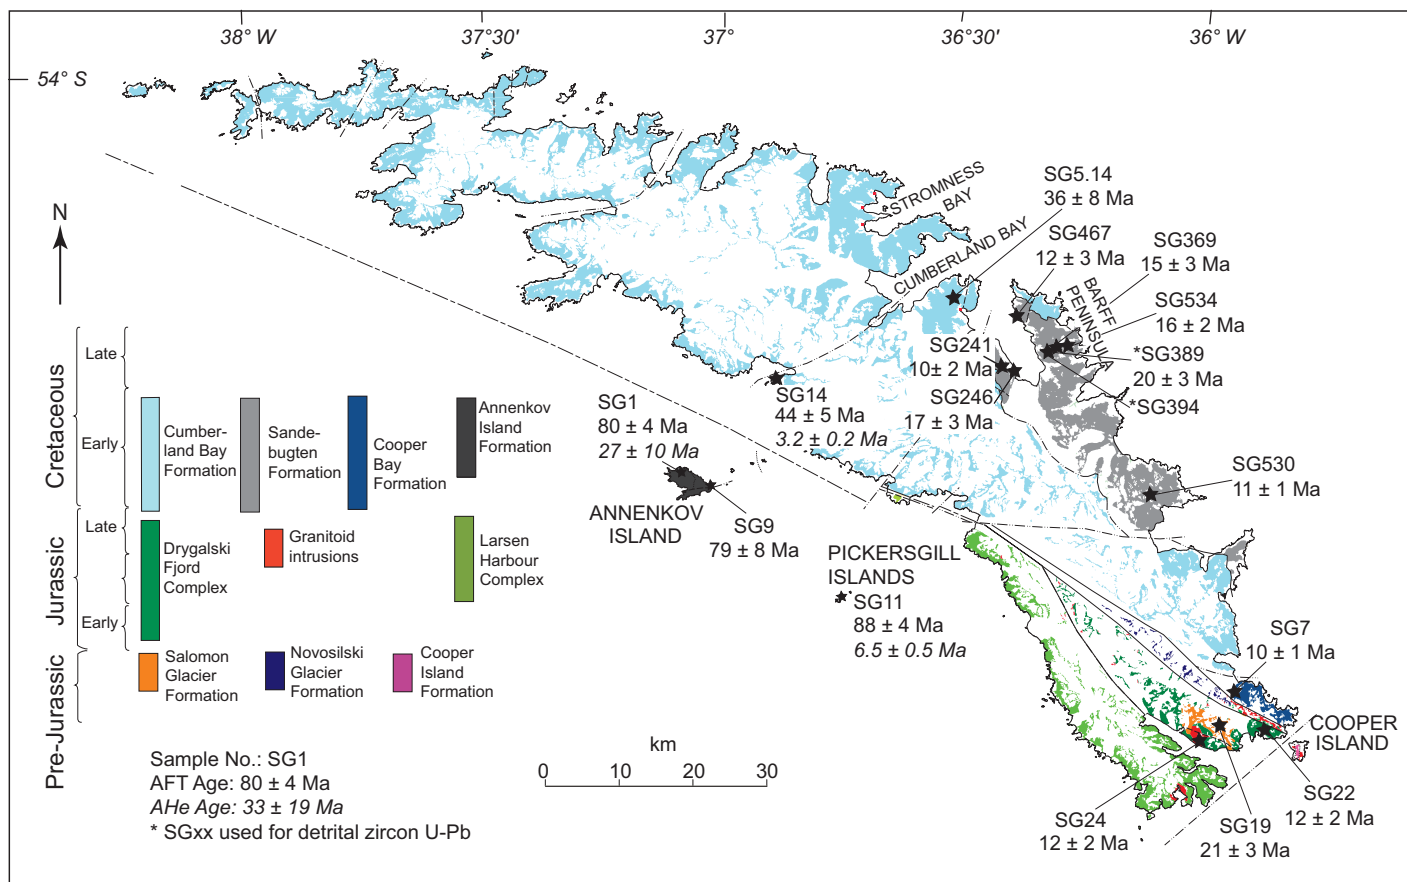 38° W
37°30'
37°
36°30'
36° W
54° S
N
STROMNESS
BAY
CUMBERLAND BAY
SG5.14
36 ± 8 Ma
SG467
12 ± 3 Ma
SG369
15 ± 3 Ma
BARFF
PENINSULA
SG534
16 ± 2 Ma
*SG389
20 ± 3 Ma
*SG394
SG241
10± 2 Ma
SG246
17 ± 3 Ma
SG14
44 ± 5 Ma
3.2 ± 0.2 Ma
SG1
80 ± 4 Ma
27 ± 10 Ma
ANNENKOV
ISLAND
SG9
79 ± 8 Ma
SG530
11 ± 1 Ma
PICKERSGILL
ISLANDS
SG11
88 ± 4 Ma
6.5 ± 0.5 Ma
SG7
10 ± 1 Ma
COOPER
ISLAND
SG22
12 ± 2 Ma
SG19
21 ± 3 Ma
SG24
12 ± 2 Ma
Cretaceous
Late
Early
Jurassic
Late
Early
Pre-Jurassic
Cumber-
land Bay
Formation
Sande-
bugten
Formation
Cooper
Bay
Formation
Annenkov
Island
Formation
Drygalski
Fjord
Complex
Granitoid
intrusions
Larsen
Harbour
Complex
Salomon
Glacier
Formation
Novosilski
Glacier
Formation
Cooper
Island
Formation
Sample No.: SG1
AFT Age: 80 ± 4 Ma
AHe Age: 33 ± 19 Ma
* SGxx used for detrital zircon U-Pb
km
0 10 20 30